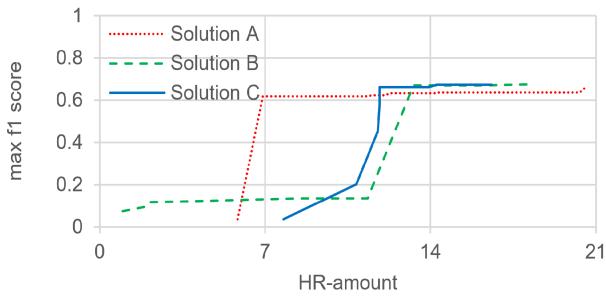 1
Solution A
0.8
Solution B
0.6
Solution C
0.4
0.2
0
0
7
14
21
max f1 score
HR-amount